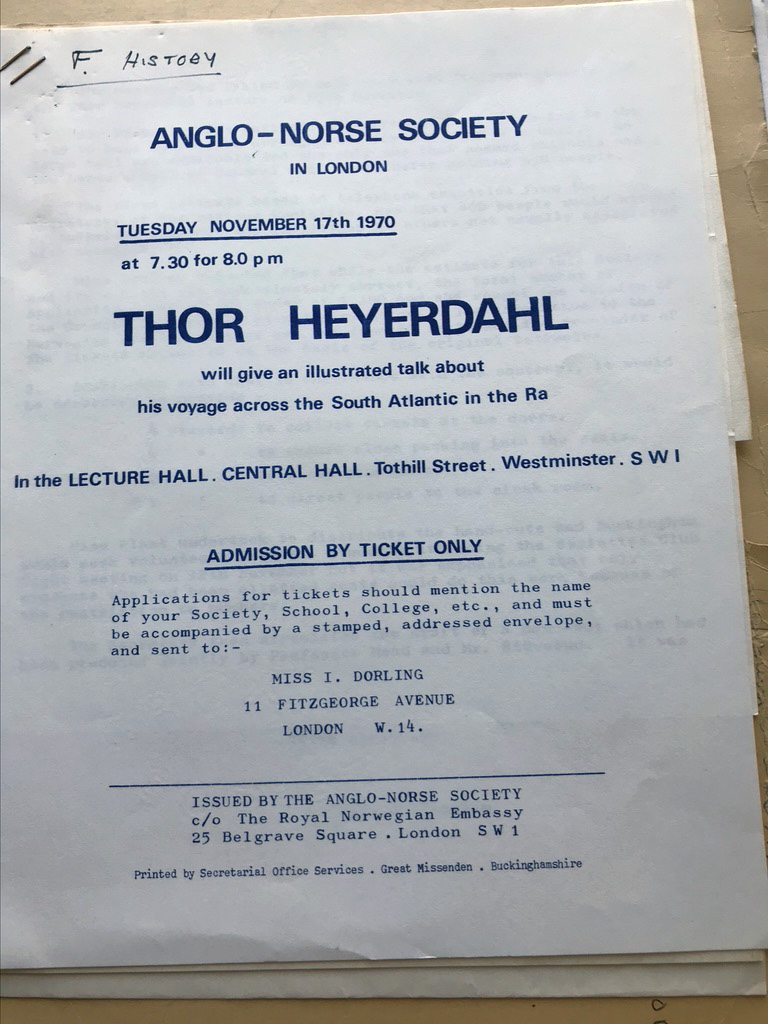 F. HISTORY
ANGLO-NORSE SOCIETY
IN LONDON
TUESDAY NOVEMBER 17th 1970
at 7.30 for 8.0 p m
THOR HEYERDAHL
will give an illustrated talk about
his voyage across the South Atlantic in the Ra
In the LECTURE HALL. CENTRAL HALL. Tothill Street. Westminster. S W I
ADMISSION BY TICKET ONLY
Applications for tickets should mention the name
of your Society, School, College, etc., and must
be accompanied by a stamped, addressed envelope,
and sent to:-
MISS I. DORLING
11 FITZGEORGE AVENUE
LONDON W.14.
ISSUED BY THE ANGLO-NORSE SOCIETY
c/o The Royal Norwegian Embassy
25 Belgrave Square . London S W 1
Printed by Secretarial Office Services . Great Missenden . Buckinghamshire